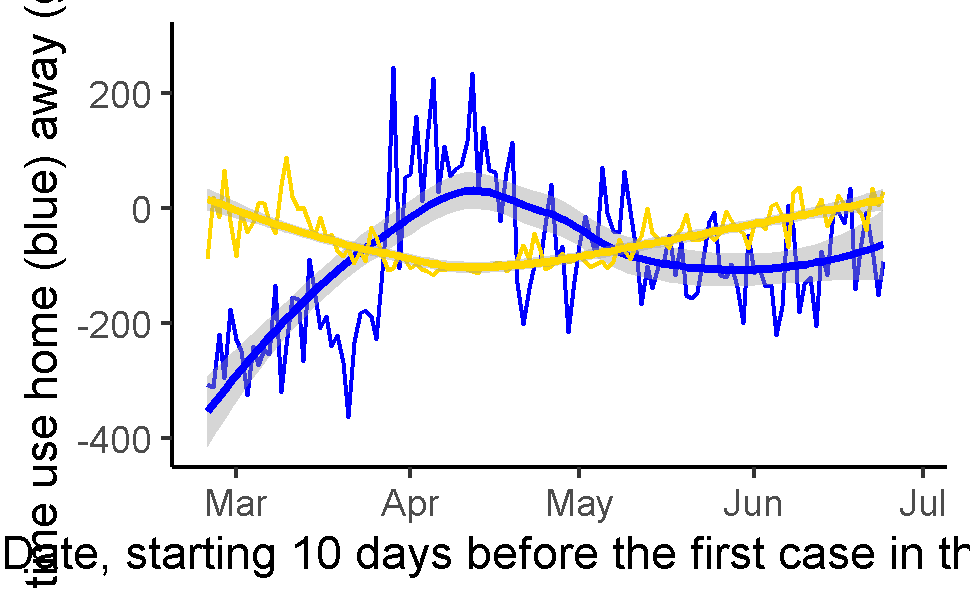 time use home (blue) away (
200
0
-200
-400
Mar Apr May Jun Jul
Date, starting 10 days before the first case in th